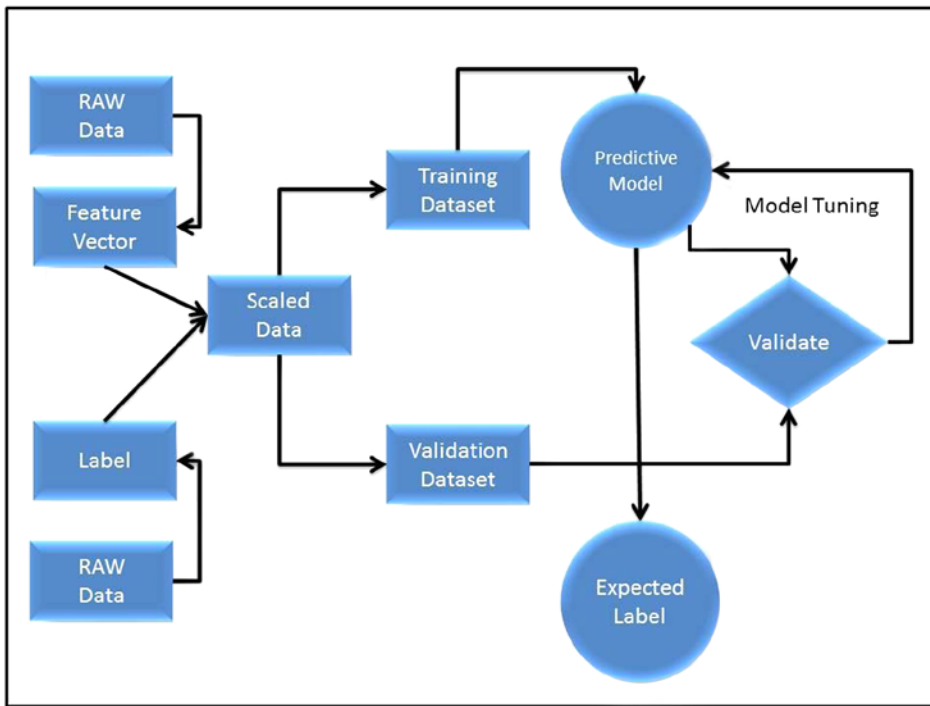 RAW
Data
Feature
Vector
Scaled
Data
Label
RAW
Data
Training
Dataset
Validation
Dataset
Predictive
Model
Model Tuning
Validate
Expected
Label